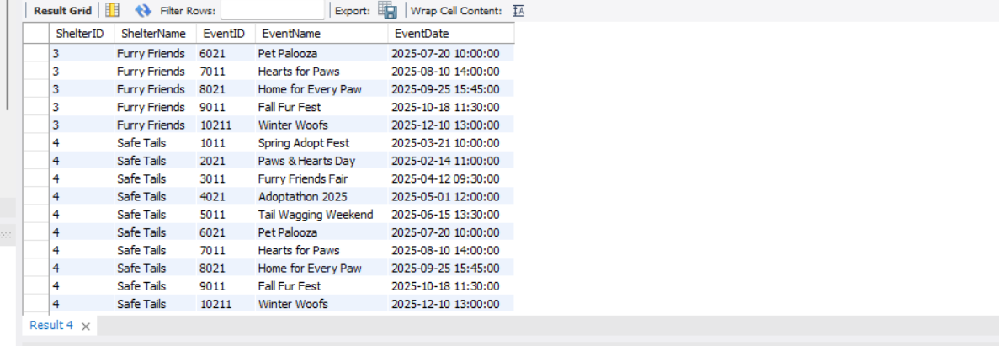 Result Grid Filter Rows: Export: Wrap Cell Content:
ShelterID ShelterName EventID EventName EventDate
3 Furry Friends 6021 Pet Palooza 2025-07-20 10:00:00
3 Furry Friends 7011 Hearts for Paws 2025-08-10 14:00:00
3 Furry Friends 8021 Home for Every Paw 2025-09-25 15:45:00
3 Furry Friends 9011 Fall Fur Fest 2025-10-18 11:30:00
3 Furry Friends 10211 Winter Woofs 2025-12-10 13:00:00
4 Safe Tails 1011 Spring Adopt Fest 2025-03-21 10:00:00
4 Safe Tails 2021 Paws & Hearts Day 2025-02-14 11:00:00
4 Safe Tails 3011 Furry Friends Fair 2025-04-12 09:30:00
4 Safe Tails 4021 Adoptathon 2025 2025-05-01 12:00:00
4 Safe Tails 5011 Tail Wagging Weekend 2025-06-15 13:30:00
4 Safe Tails 6021 Pet Palooza 2025-07-20 10:00:00
4 Safe Tails 7011 Hearts for Paws 2025-08-10 14:00:00
4 Safe Tails 8021 Home for Every Paw 2025-09-25 15:45:00
4 Safe Tails 9011 Fall Fur Fest 2025-10-18 11:30:00
4 Safe Tails 10211 Winter Woofs 2025-12-10 13:00:00
Result 4